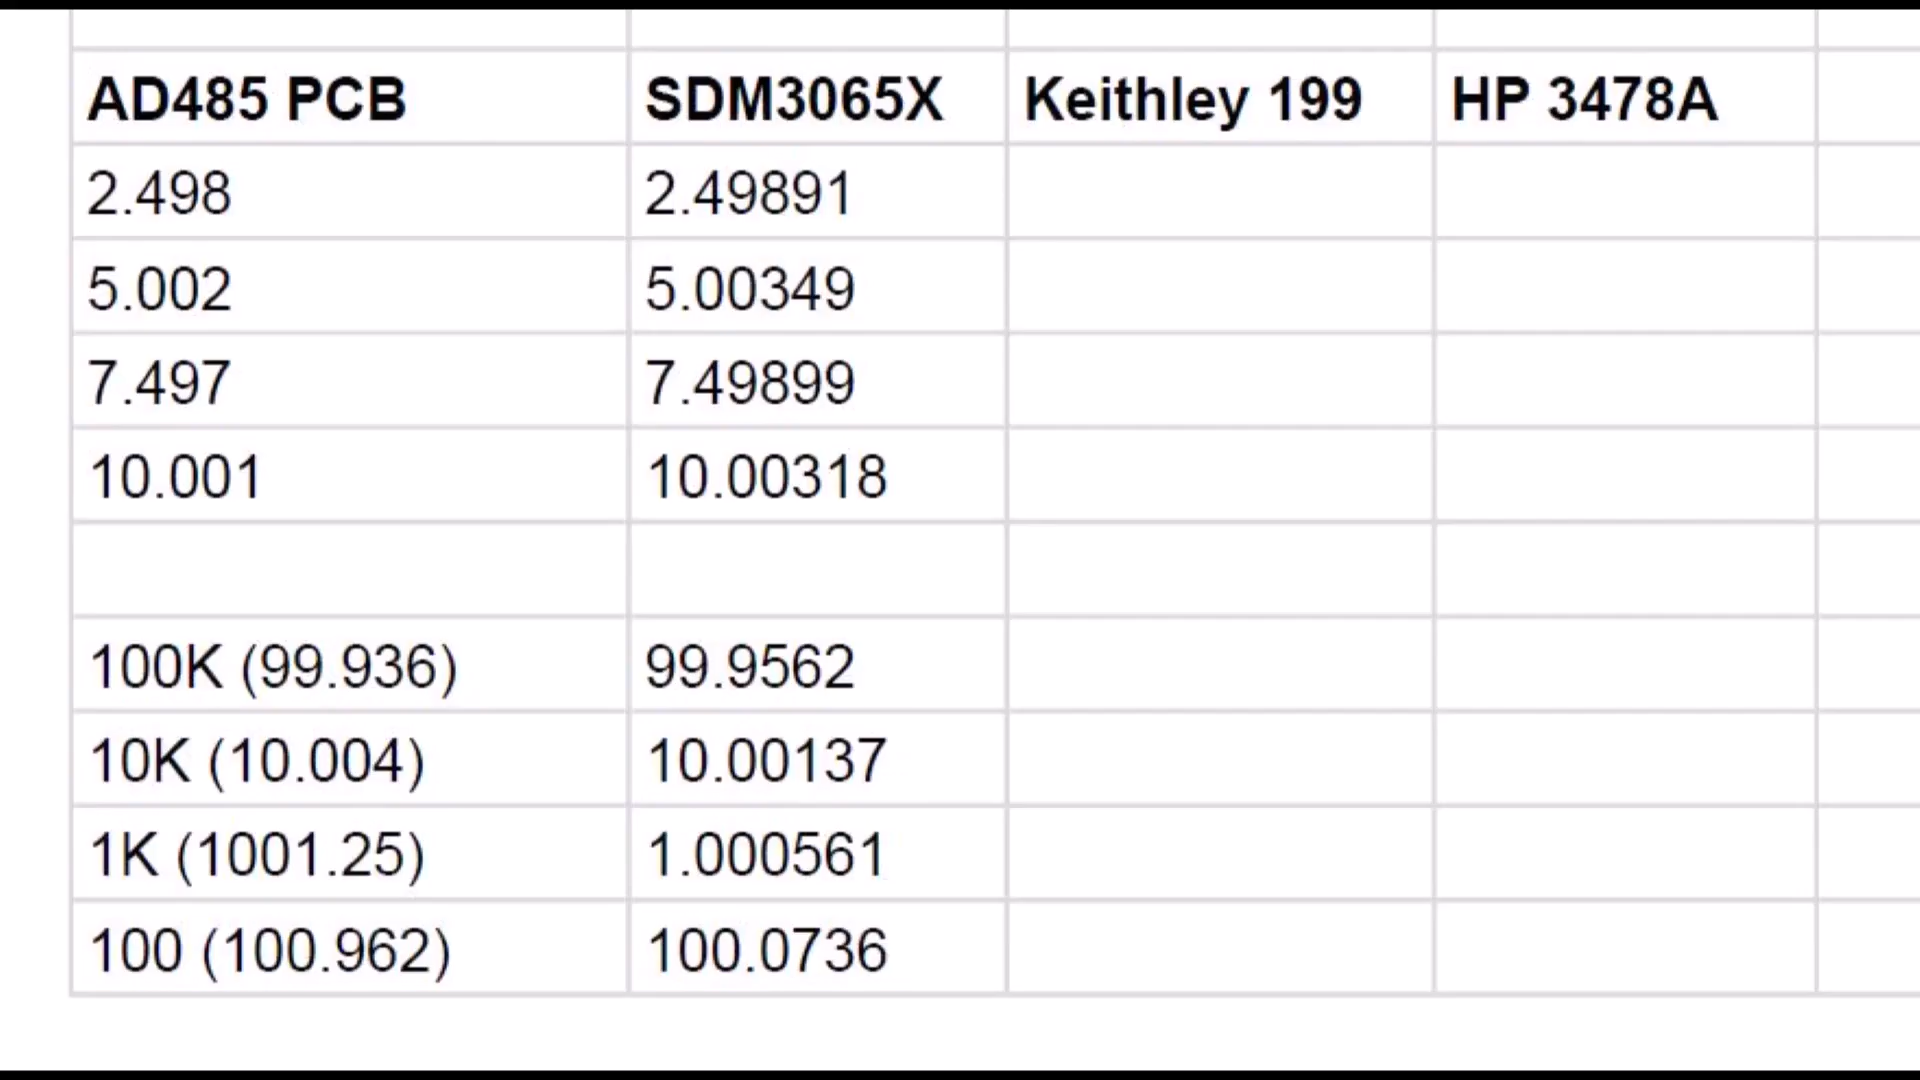 AD485 PCB SDM3065X Keithley 199 HP 3478A
2.498 2.49891
5.002 5.00349
7.497 7.49899
10.001 10.00318
100K (99.936) 99.9562
10K (10.004) 10.00137
1K (1001.25) 1.000561
100 (100.962) 100.0736